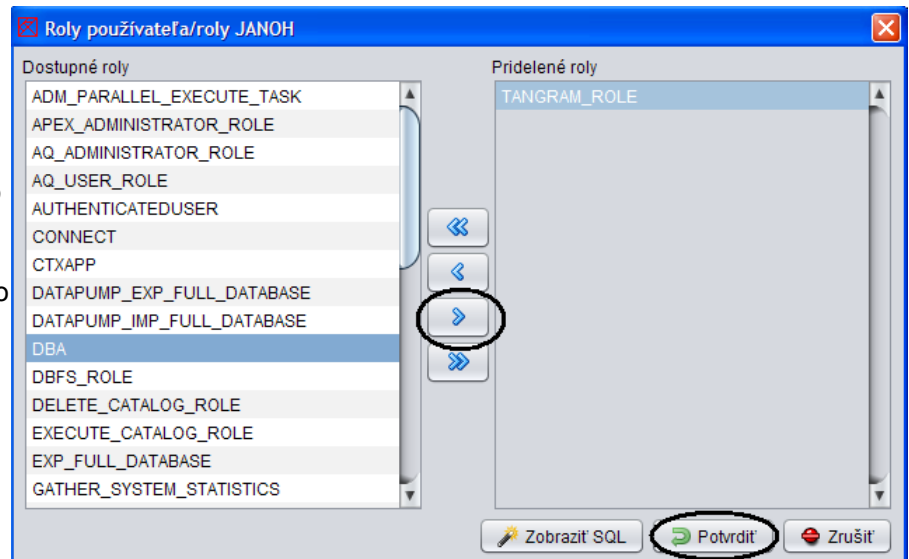 Roly používateľa/roly JANOH
Dostupné roly
ADM_PARALLEL_EXECUTE_TASK
APEX_ADMINISTRATOR_ROLE
AQ_ADMINISTRATOR_ROLE
AQ_USER_ROLE
AUTHENTICATEDUSER
CONNECT
CTXAPP
DATAPUMP_EXP_FULL_DATABASE
DATAPUMP_IMP_FULL_DATABASE
DBA
DBFS_ROLE
DELETE_CATALOG_ROLE
EXECUTE_CATALOG_ROLE
EXP_FULL_DATABASE
GATHER_SYSTEM_STATISTICS
Pridelené roly
TANGRAM_ROLE
Zobraziť SQL
Potvrdiť
Zrušiť